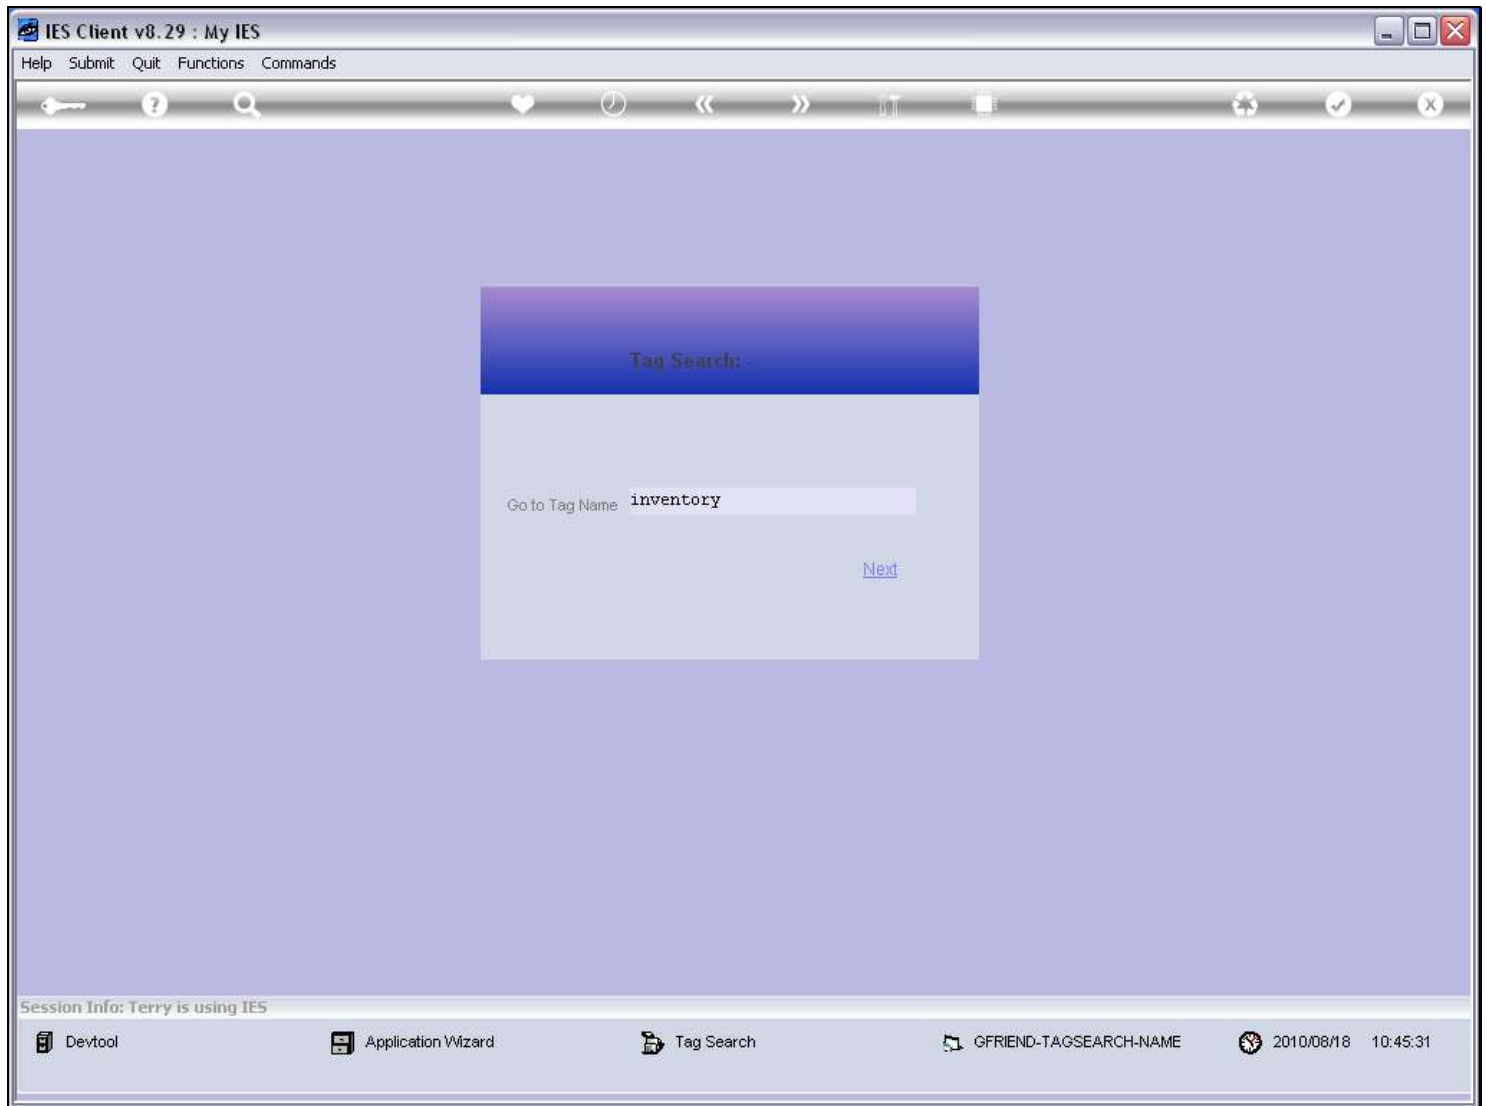 IES Client v8.29 : My IES
Help Submit Quit Functions Commands
Tag Search: -
Go to Tag Name inventory
Next
Session Info: Terry is using IES
Devtool Application Wizard Tag Search GFRIEND-TAGSEARCH-NAME 2010/08/18 10:45:31